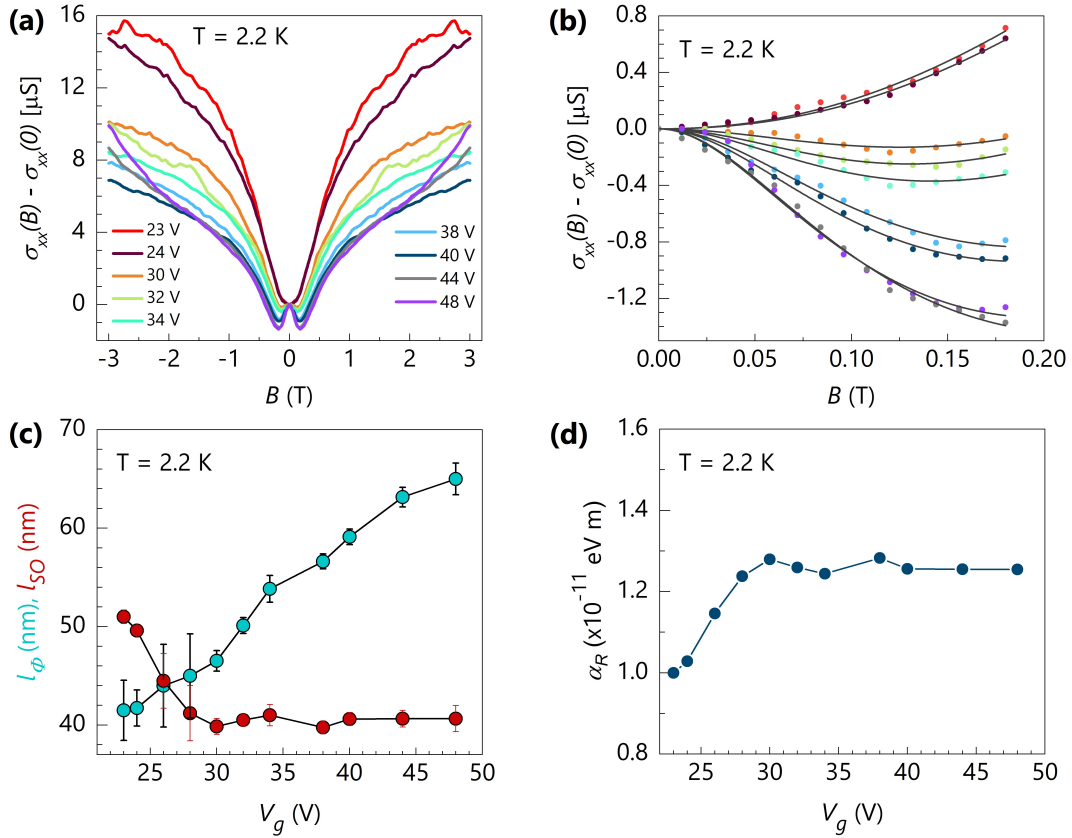 (a)
T = 2.2 K
σxx(B) - σxx(0) [µS]
16
12
8
4
0
23 V
24 V
30 V
32 V
34 V
38 V
40 V
44 V
48 V
-3 -2 -1 0 1 2 3
B (T)
(b)
T = 2.2 K
σxx(B) - σxx(0) [µS]
0.8
0.4
0.0
-0.4
-0.8
-1.2
0.00 0.05 0.10 0.15 0.20
B (T)
(c)
T = 2.2 K
lΦ (nm), lSO (nm)
70
60
50
40
25 30 35 40 45 50
Vg (V)
(d)
T = 2.2 K
αR (x10-11 eV m)
1.6
1.4
1.2
1.0
0.8
25 30 35 40 45 50
Vg (V)